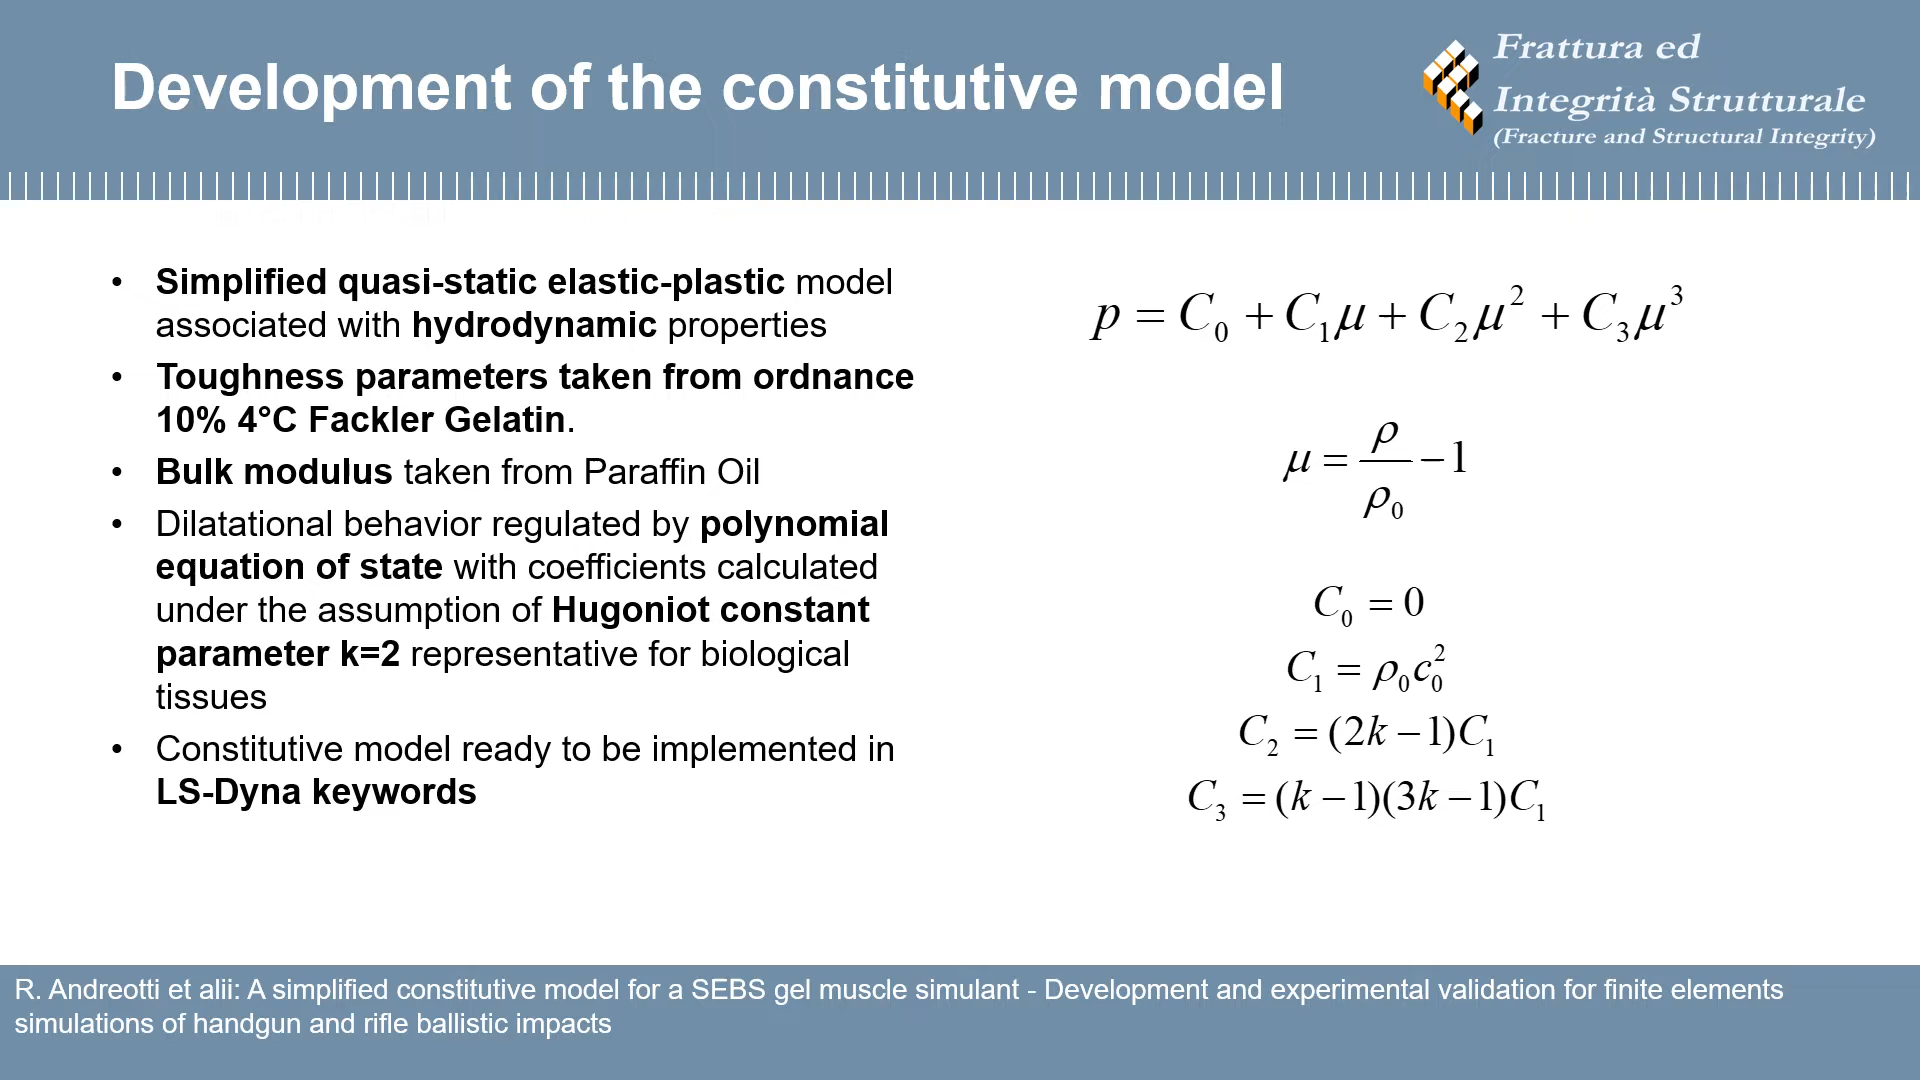 Development of the constitutive model
Frattura ed
Integrità Strutturale
(Fracture and Structural Integrity)
• Simplified quasi-static elastic-plastic model
associated with hydrodynamic properties
• Toughness parameters taken from ordnance
10% 4°C Fackler Gelatin.
• Bulk modulus taken from Paraffin Oil
• Dilatational behavior regulated by polynomial
equation of state with coefficients calculated
under the assumption of Hugoniot constant
parameter k=2 representative for biological
tissues
• Constitutive model ready to be implemented in
LS-Dyna keywords
p = C₀ + C₁μ + C₂μ² + C₃μ³
μ = ρ/ρ₀ − 1
C₀ = 0
C₁ = ρ₀c₀²
C₂ = (2k − 1)C₁
C₃ = (k − 1)(3k − 1)C₁
R. Andreotti et alii: A simplified constitutive model for a SEBS gel muscle simulant - Development and experimental validation for finite elements
simulations of handgun and rifle ballistic impacts